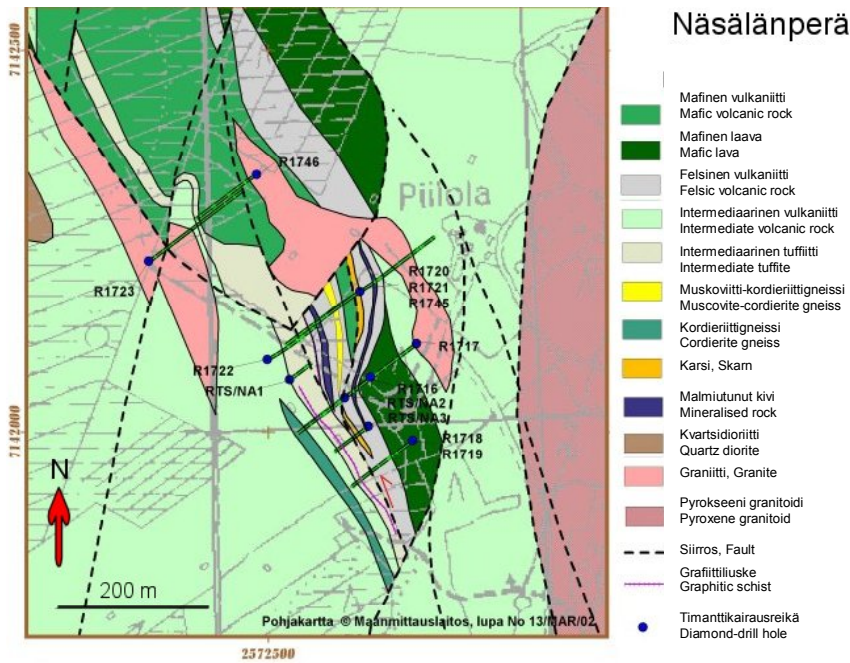 Näsälänperä
7142500
R1746
Piilola
R1723
R1720
R1721
R1745
R1717
R1722
RTS/NA1
R1716
RTS/NA2
RTS/NA3
R1718
R1719
7142000
N
200 m
Pohjakartta © Maanmittauslaitos, lupa No 13/MAR/02
2572500
Mafinen vulkaniitti
Mafic volcanic rock
Mafinen laava
Mafic lava
Felsinen vulkaniitti
Felsic volcanic rock
Intermediaarinen vulkaniitti
Intermediate volcanic rock
Intermediaarinen tuffiitti
Intermediate tuffite
Muskoviitti-kordieriittigneissi
Muscovite-cordierite gneiss
Kordieriittigneissi
Cordierite gneiss
Karsi, Skarn
Malmiutunut kivi
Mineralised rock
Kvartsidioriitti
Quartz diorite
Graniitti, Granite
Pyrokseeni granitoidi
Pyroxene granitoid
Siirros, Fault
Grafiittiliuske
Graphitic schist
Timanttikairausreikä
Diamond-drill hole